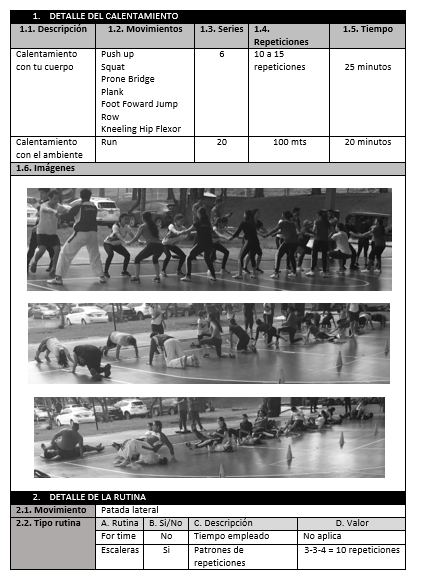 1. DETALLE DEL CALENTAMIENTO
1.1. Descripción 1.2. Movimientos 1.3. Series 1.4. Repeticiones 1.5. Tiempo
Calentamiento con tu cuerpo
Push up
Squat
Prone Bridge
Plank
Foot Foward Jump
Row
Kneeling Hip Flexor
6
10 a 15 repeticiones
25 minutos
Calentamiento con el ambiente
Run
20
100 mts
20 minutos
1.6. Imágenes
2. DETALLE DE LA RUTINA
2.1. Movimiento Patada lateral
2.2. Tipo rutina A. Rutina B. Si/No C. Descripción D. Valor
For time No Tiempo empleado No aplica
Escaleras Si Patrones de repeticiones 3-3-4 = 10 repeticiones